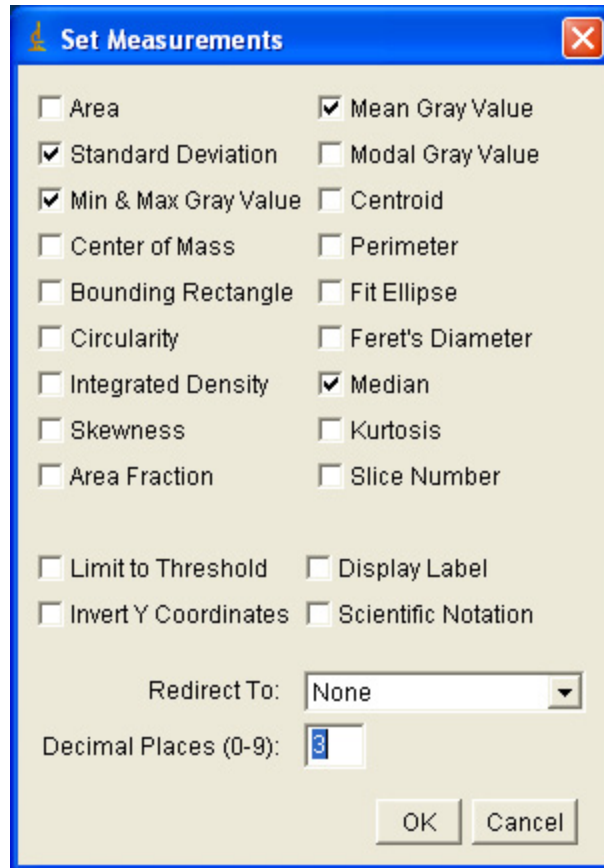 Set Measurements
Area Mean Gray Value
Standard Deviation Modal Gray Value
Min & Max Gray Value Centroid
Center of Mass Perimeter
Bounding Rectangle Fit Ellipse
Circularity Feret's Diameter
Integrated Density Median
Skewness Kurtosis
Area Fraction Slice Number
Limit to Threshold Display Label
Invert Y Coordinates Scientific Notation
Redirect To: None
Decimal Places (0-9): 3
OK Cancel